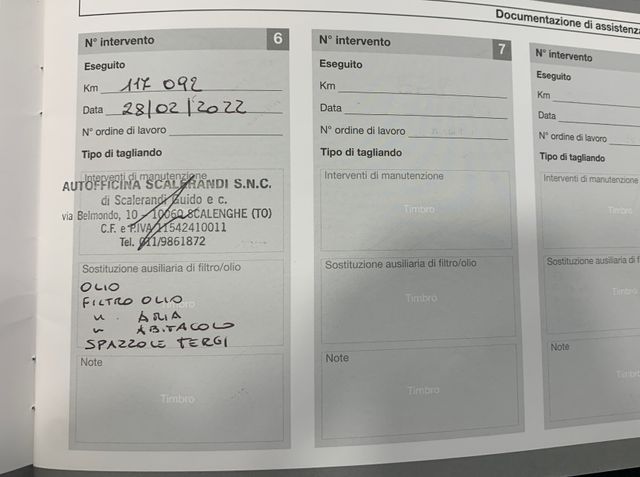 Documentazione di assistenza
N° intervento 6
Eseguito
Km 117 092
Data 28/02/2022
N° ordine di lavoro
Tipo di tagliando
Interventi di manutenzione
AUTOFFICINA SCALERANDI S.N.C.
di Scalerandi Guido e c.
via Belmondo, 10 - 10060 SCALENGHE (TO)
C.F. e P.IVA 11542410011
Tel. 011/9861872
Sostituzione ausiliaria di filtro/olio
Timbro
OLIO
FILTRO OLIO
" ARIA
" ABITACOLO
SPAZZOLE TERGI
Note
Timbro
N° intervento 7
Eseguito
Km
Data
N° ordine di lavoro
Tipo di tagliando
Interventi di manutenzione
Timbro
Sostituzione ausiliaria di filtro/olio
Timbro
Note
Timbro
N° intervento
Eseguito
Km
Data
N° ordine di lavoro
Tipo di tagliando
Interventi di manutenzione
Timbro
Sostituzione ausiliaria di f
Timbro
Note
Timbro